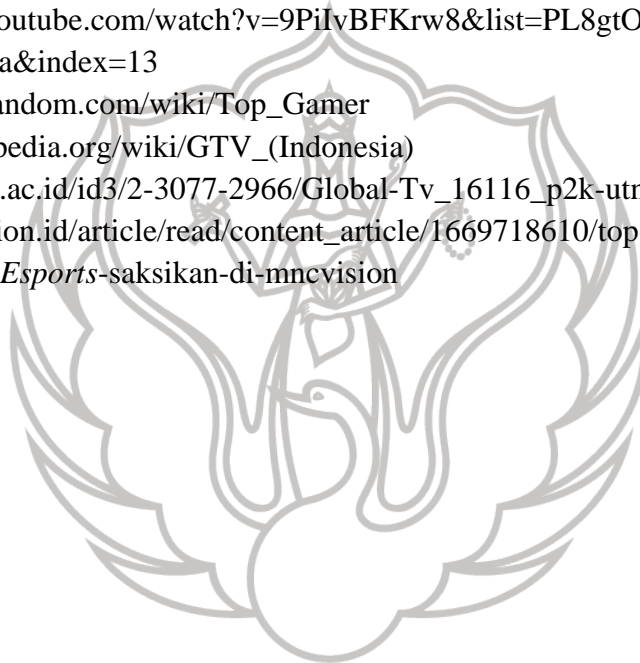 outube.com/watch?v=9PiIvBFKrw8&list=PL8gtO
a&index=13
andom.com/wiki/Top_Gamer
pedia.org/wiki/GTV_(Indonesia)
.ac.id/id3/2-3077-2966/Global-Tv_16116_p2k-utn
ion.id/article/read/content_article/1669718610/top
Esports-saksikan-di-mncvision